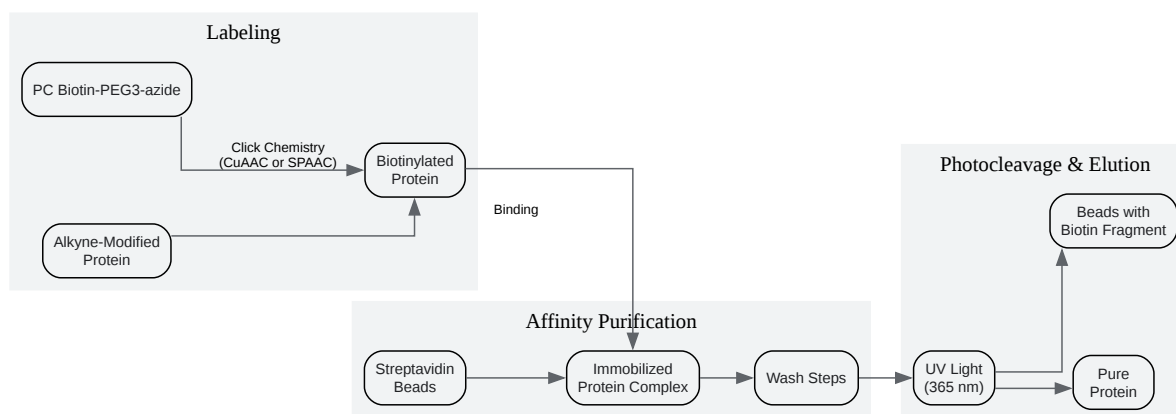 Labeling
PC Biotin-PEG3-azide
Click Chemistry
(CuAAC or SPAAC)
Biotinylated
Protein
Alkyne-Modified
Protein
Binding
Affinity Purification
Streptavidin
Beads
Immobilized
Protein Complex
Wash Steps
Photocleavage & Elution
Beads with
Biotin Fragment
UV Light
(365 nm)
Pure
Protein